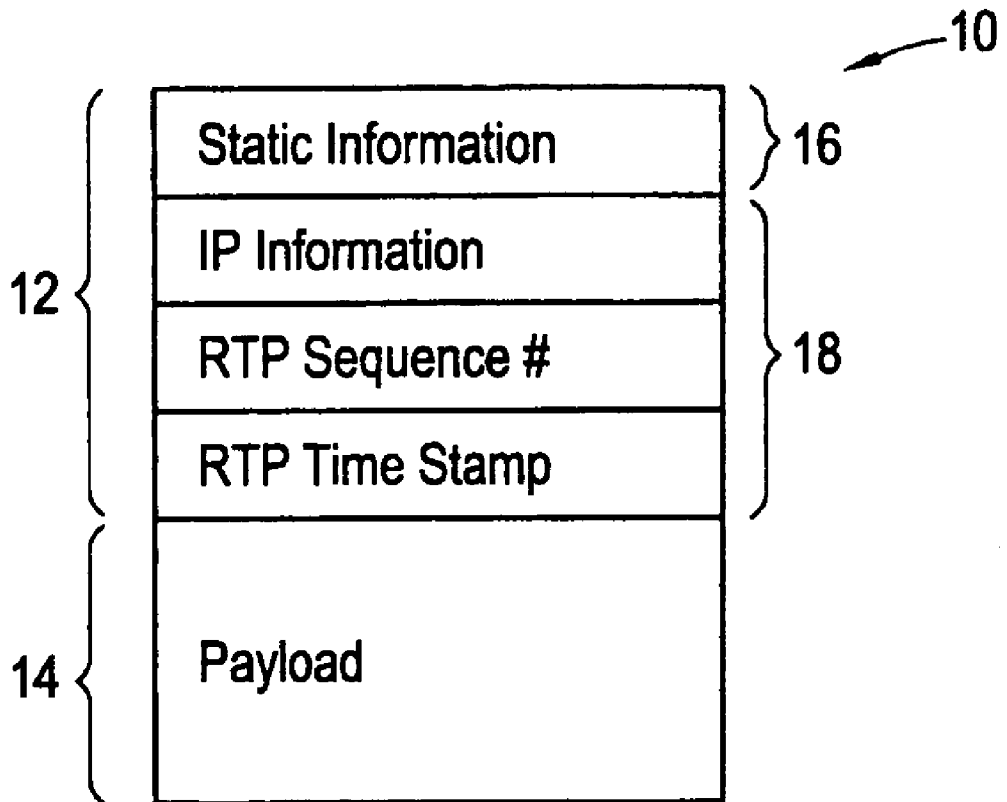 10
Static Information
16
IP Information
12
RTP Sequence #
18
RTP Time Stamp
14
Payload